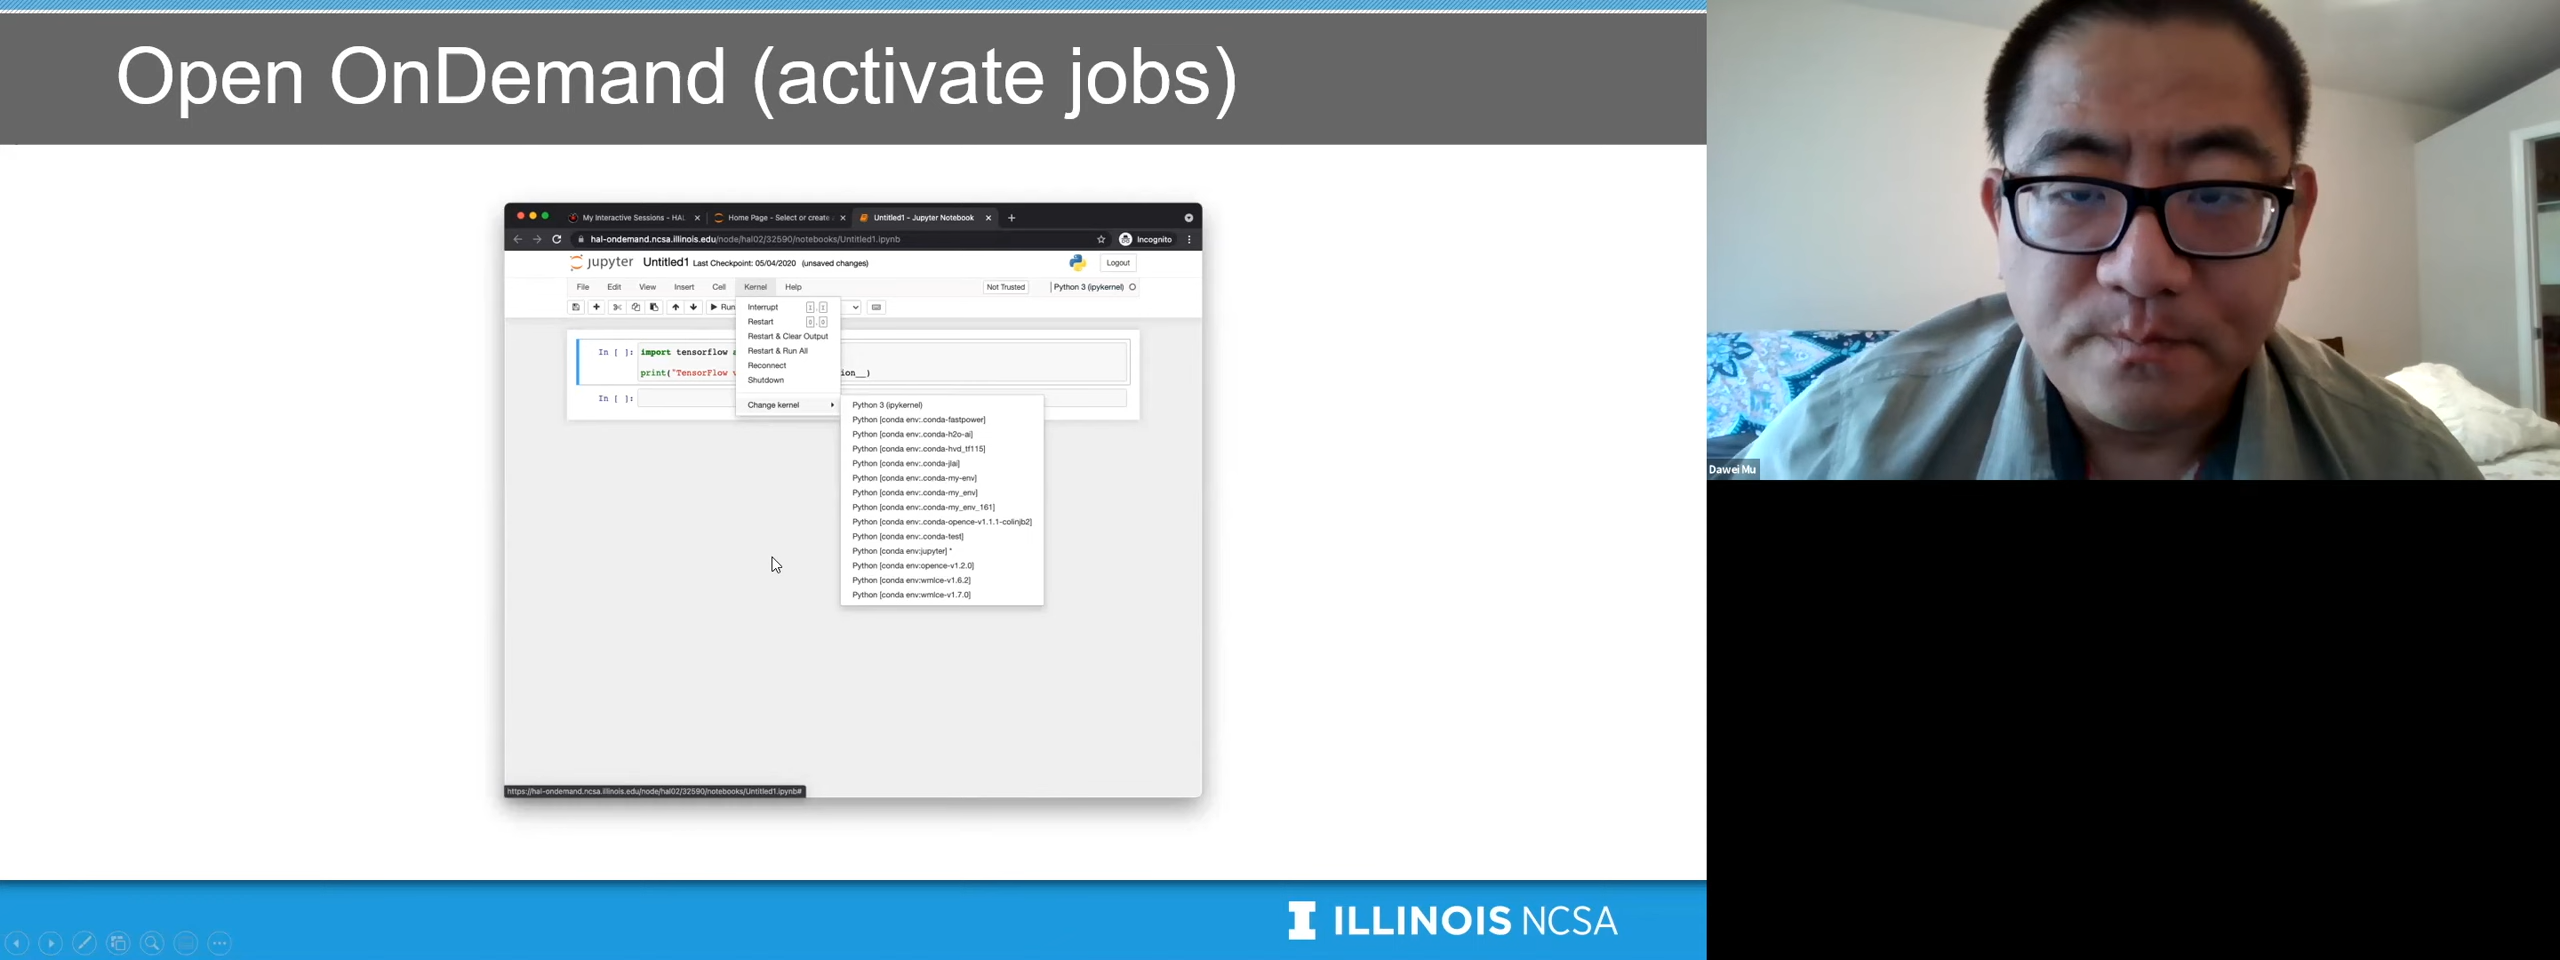 Open OnDemand (activate jobs)
My Interactive Sessions - HAL
Home Page - Select or create
Untitled1 - Jupyter Notebook
hal-ondemand.ncsa.illinois.edu/node/hal02/32590/notebooks/Untitled1.ipynb
Incognito
jupyter Untitled1 Last Checkpoint: 05/04/2020 (unsaved changes)
Logout
File Edit View Insert Cell Kernel Help
Not Trusted
Python 3 (ipykernel)
Run
Interrupt I,I
Restart 0,0
Restart & Clear Output
Restart & Run All
Reconnect
Shutdown
Change kernel
In [ ]: import tensorflow a
print("TensorFlow v ion__)
In [ ]:
Python 3 (ipykernel)
Python [conda env:.conda-fastpower]
Python [conda env:.conda-h2o-ai]
Python [conda env:.conda-hvd_tf115]
Python [conda env:.conda-jlai]
Python [conda env:.conda-my-env]
Python [conda env:.conda-my_env]
Python [conda env:.conda-my_env_161]
Python [conda env:.conda-opence-v1.1.1-colinjb2]
Python [conda env:.conda-test]
Python [conda env:jupyter] *
Python [conda env:opence-v1.2.0]
Python [conda env:wmlce-v1.6.2]
Python [conda env:wmlce-v1.7.0]
https://hal-ondemand.ncsa.illinois.edu/node/hal02/32590/notebooks/Untitled1.ipynb#
I ILLINOIS NCSA
Dawei Mu